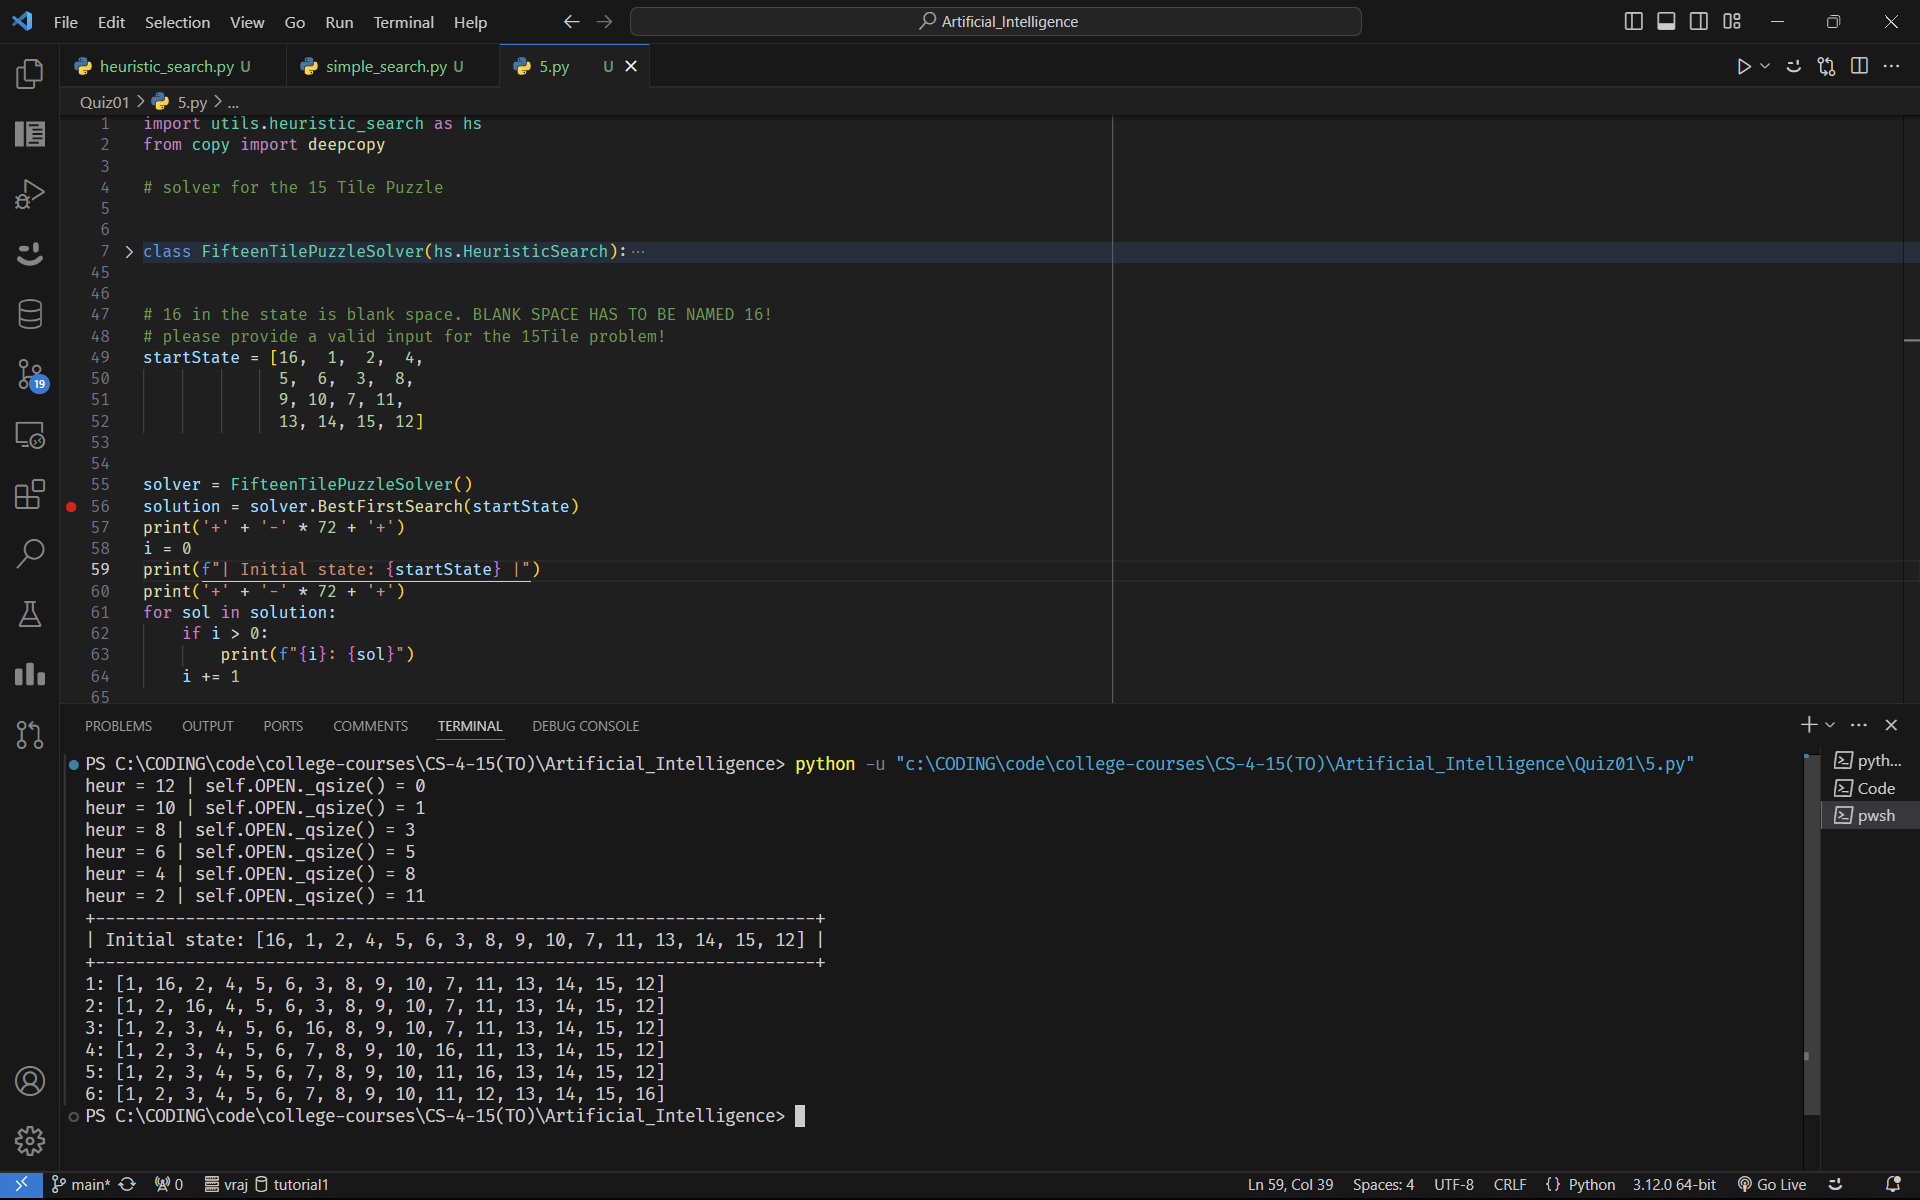 File Edit Selection View Go Run Terminal Help
Artificial_Intelligence
heuristic_search.py U
simple_search.py U
5.py U
Quiz01 > 5.py > ...
1 import utils.heuristic_search as hs
2 from copy import deepcopy
3
4 # solver for the 15 Tile Puzzle
5
6
7 class FifteenTilePuzzleSolver(hs.HeuristicSearch):···
45
46
47 # 16 in the state is blank space. BLANK SPACE HAS TO BE NAMED 16!
48 # please provide a valid input for the 15Tile problem!
49 startState = [16, 1, 2, 4,
50 5, 6, 3, 8,
51 9, 10, 7, 11,
52 13, 14, 15, 12]
53
54
55 solver = FifteenTilePuzzleSolver()
56 solution = solver.BestFirstSearch(startState)
57 print('+' + '-' * 72 + '+')
58 i = 0
59 print(f"| Initial state: {startState} |")
60 print('+' + '-' * 72 + '+')
61 for sol in solution:
62 if i > 0:
63 print(f"{i}: {sol}")
64 i += 1
65
19
PROBLEMS OUTPUT PORTS COMMENTS TERMINAL DEBUG CONSOLE
PS C:\CODING\code\college-courses\CS-4-15(TO)\Artificial_Intelligence> python -u "c:\CODING\code\college-courses\CS-4-15(TO)\Artificial_Intelligence\Quiz01\5.py"
heur = 12 | self.OPEN._qsize() = 0
heur = 10 | self.OPEN._qsize() = 1
heur = 8 | self.OPEN._qsize() = 3
heur = 6 | self.OPEN._qsize() = 5
heur = 4 | self.OPEN._qsize() = 8
heur = 2 | self.OPEN._qsize() = 11
+------------------------------------------------------------------------+
| Initial state: [16, 1, 2, 4, 5, 6, 3, 8, 9, 10, 7, 11, 13, 14, 15, 12] |
+------------------------------------------------------------------------+
1: [1, 16, 2, 4, 5, 6, 3, 8, 9, 10, 7, 11, 13, 14, 15, 12]
2: [1, 2, 16, 4, 5, 6, 3, 8, 9, 10, 7, 11, 13, 14, 15, 12]
3: [1, 2, 3, 4, 5, 6, 16, 8, 9, 10, 7, 11, 13, 14, 15, 12]
4: [1, 2, 3, 4, 5, 6, 7, 8, 9, 10, 16, 11, 13, 14, 15, 12]
5: [1, 2, 3, 4, 5, 6, 7, 8, 9, 10, 11, 16, 13, 14, 15, 12]
6: [1, 2, 3, 4, 5, 6, 7, 8, 9, 10, 11, 12, 13, 14, 15, 16]
PS C:\CODING\code\college-courses\CS-4-15(TO)\Artificial_Intelligence>
pyth...
Code
pwsh
main* 0 vraj tutorial1 Ln 59, Col 39 Spaces: 4 UTF-8 CRLF {} Python 3.12.0 64-bit Go Live